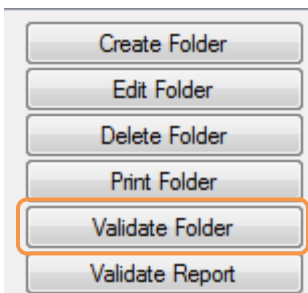 Create Folder
Edit Folder
Delete Folder
Print Folder
Validate Folder
Validate Report